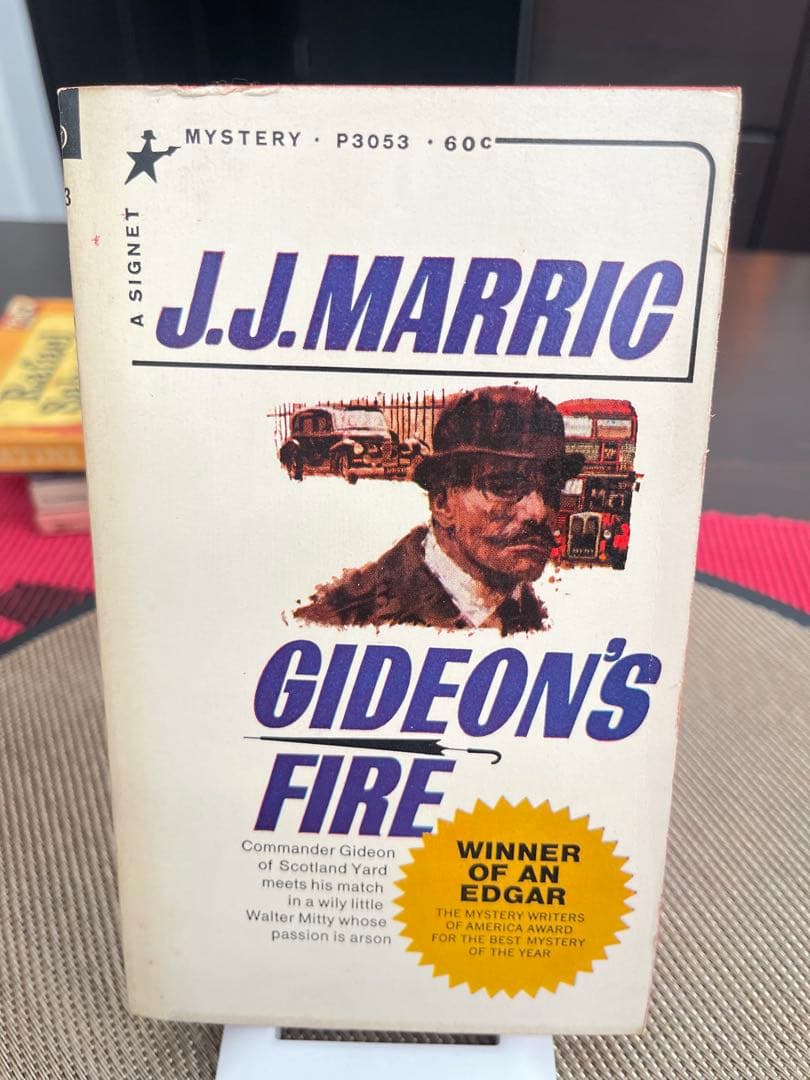 MYSTERY · P3053 · 60c
A SIGNET
J.J. MARRIC
GIDEON'S
FIRE
Commander Gideon
of Scotland Yard
meets his match
in a wily little
Walter Mitty whose
passion is arson
WINNER
OF AN
EDGAR
THE MYSTERY WRITERS
OF AMERICA AWARD
FOR THE BEST MYSTERY
OF THE YEAR
3